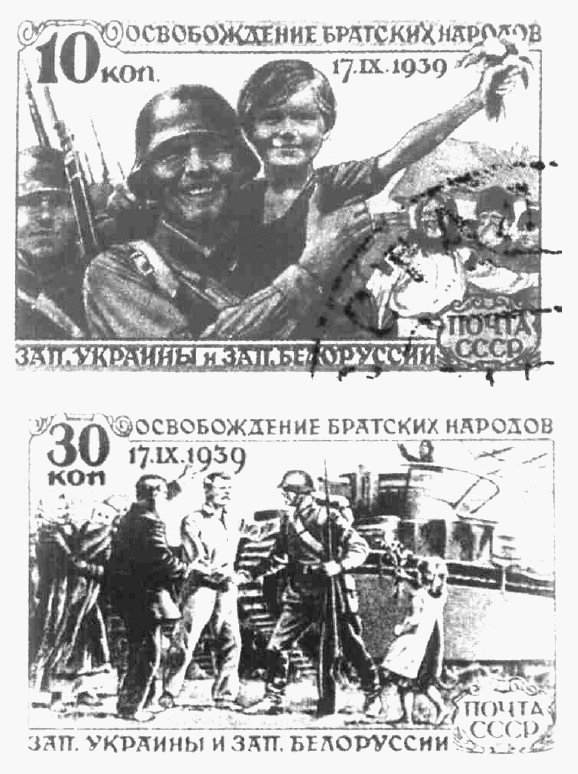 ОСВОБОЖДЕНИЕ БРАТСКИХ НАРОДОВ
10 КОП.
17.IX.1939
ПОЧТА
СССР
ЗАП. УКРАИНЫ И ЗАП. БЕЛОРУССИИ
ОСВОБОЖДЕНИЕ БРАТСКИХ НАРОДОВ
30
КОП
17.IX.1939
ПОЧТА
СССР
ЗАП. УКРАИНЫ И ЗАП. БЕЛОРУССИИ